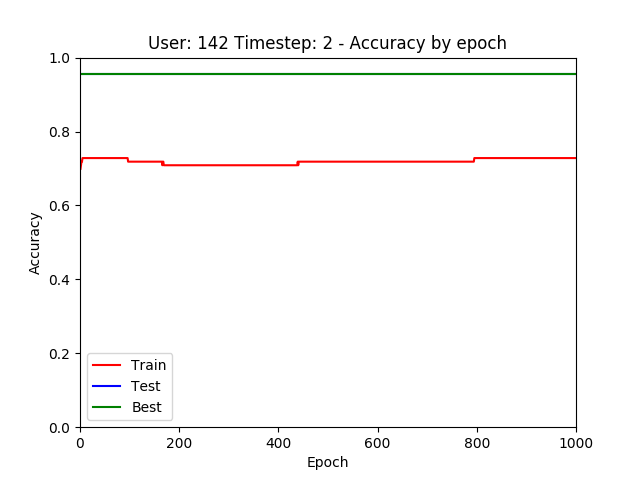 User: 142 Timestep: 2 - Accuracy by epoch
1.0
0.8
0.6
0.4
0.2
0.0
Accuracy
Train
Test
Best
0 200 400 600 800 1000
Epoch